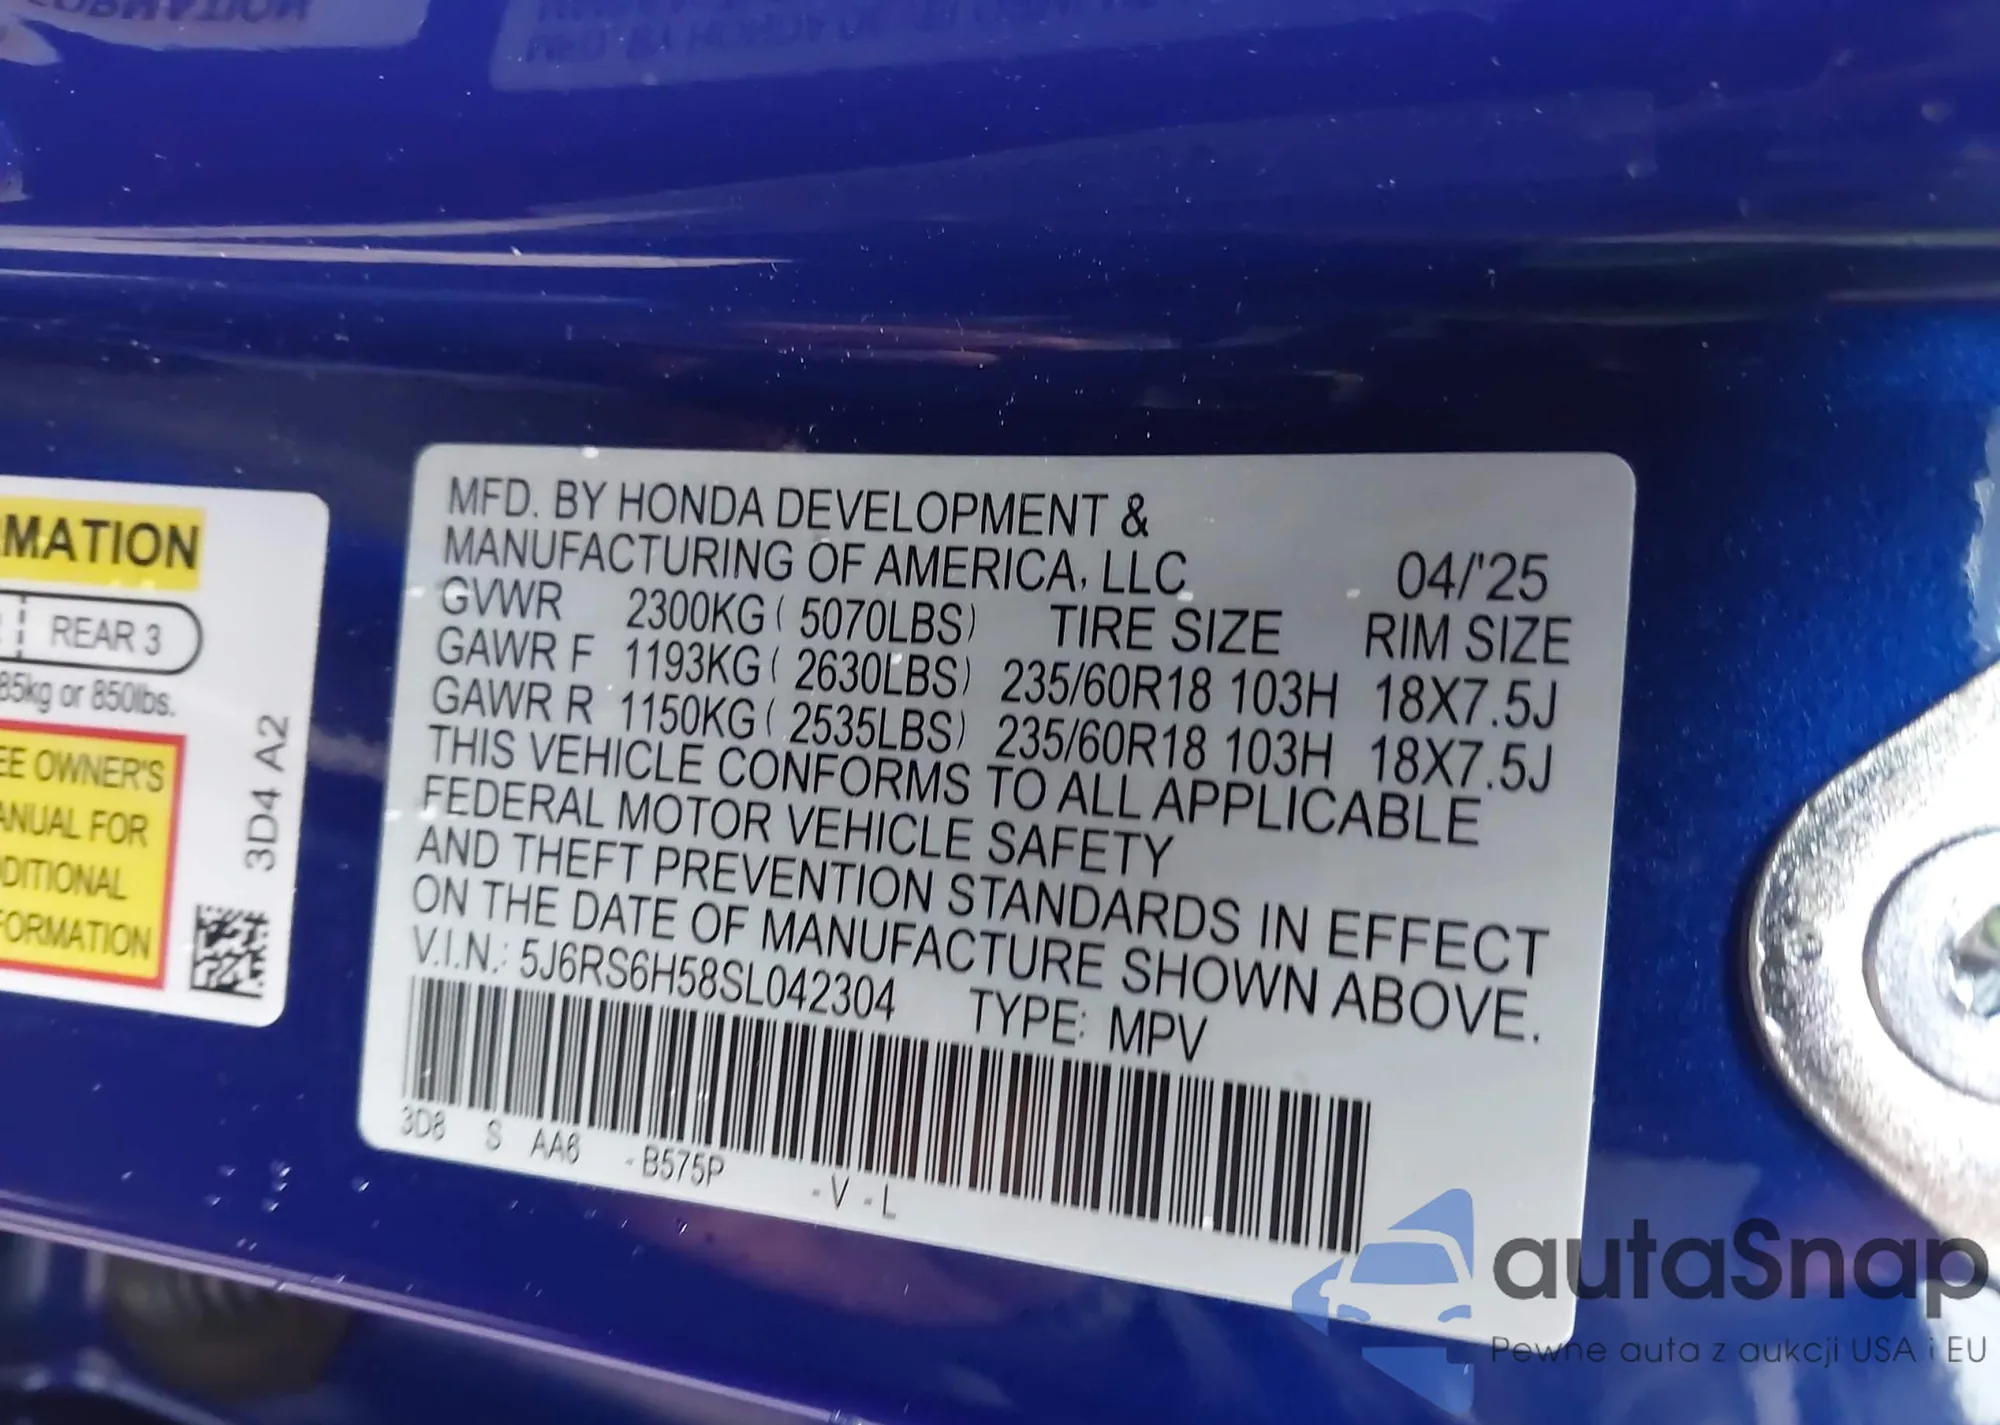 MATION
REAR 3
85kg or 850lbs.
EE OWNER'S
ANUAL FOR
DITIONAL
FORMATION
3D4 A2
MFD. BY HONDA DEVELOPMENT &
MANUFACTURING OF AMERICA, LLC 04/'25
GVWR 2300KG ( 5070LBS) TIRE SIZE RIM SIZE
GAWR F 1193KG ( 2630LBS) 235/60R18 103H 18X7.5J
GAWR R 1150KG ( 2535LBS) 235/60R18 103H 18X7.5J
THIS VEHICLE CONFORMS TO ALL APPLICABLE
FEDERAL MOTOR VEHICLE SAFETY
AND THEFT PREVENTION STANDARDS IN EFFECT
ON THE DATE OF MANUFACTURE SHOWN ABOVE.
V.I.N.: 5J6RS6H58SL042304 TYPE: MPV
3D8 S AA6 -B575P -V -L
autaSnap
Pewne auta z aukcji USA i EU